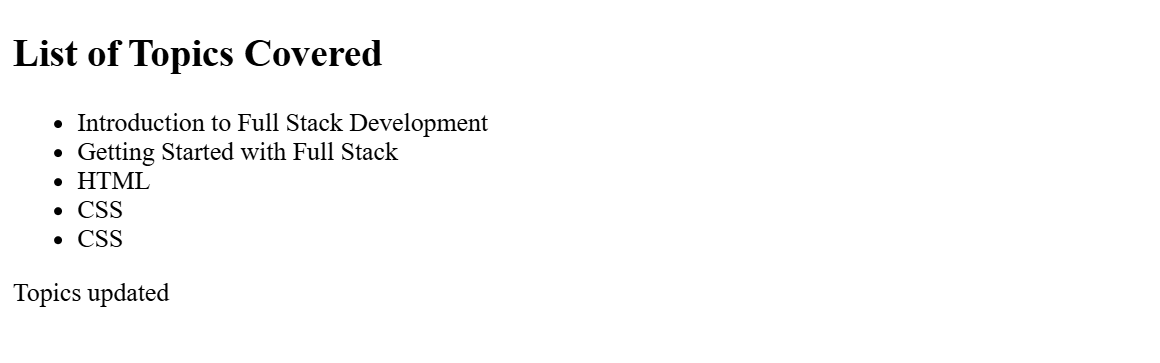 List of Topics Covered
• Introduction to Full Stack Development
• Getting Started with Full Stack
• HTML
• CSS
• CSS
Topics updated